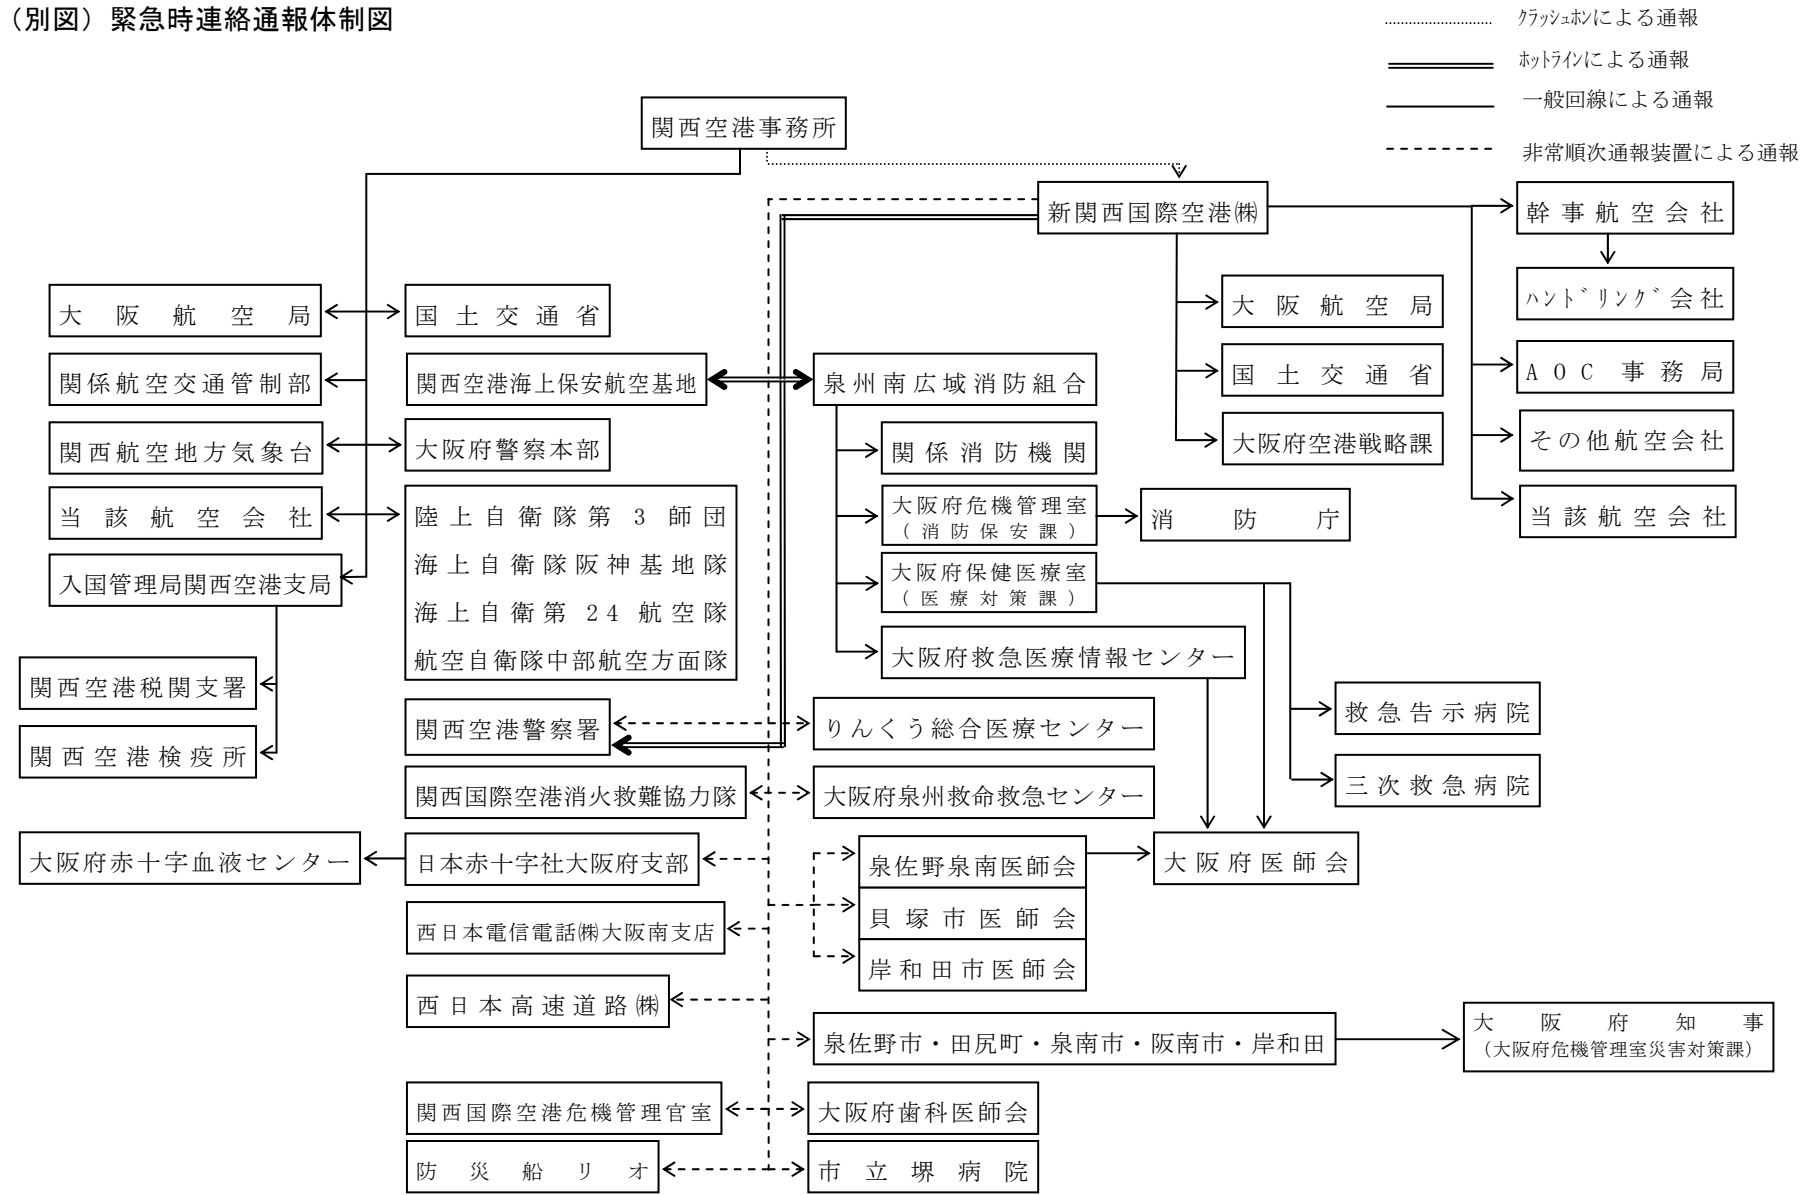 （別図）緊急時連絡通報体制図
ｸﾗｯｼｭﾎﾝによる通報
ﾎｯﾄﾗｲﾝによる通報
一般回線による通報
非常順次通報装置による通報
関西空港事務所
新関西国際空港㈱
幹事航空会社
ﾊﾝﾄﾞﾘﾝｸﾞ会社
AOC事務局
その他航空会社
当該航空会社
大阪航空局
国土交通省
大阪府空港戦略課
大阪航空局
国土交通省
関係航空交通管制部
関西空港海上保安航空基地
泉州南広域消防組合
関西航空地方気象台
大阪府警察本部
関係消防機関
当該航空会社
陸上自衛隊第3師団
海上自衛隊阪神基地隊
海上自衛第24航空隊
航空自衛隊中部航空方面隊
大阪府危機管理室
（消防保安課）
消防庁
入国管理局関西空港支局
大阪府保健医療室
（医療対策課）
大阪府救急医療情報センター
関西空港税関支署
関西空港検疫所
関西空港警察署
りんくう総合医療センター
救急告示病院
三次救急病院
関西国際空港消火救難協力隊
大阪府泉州救命救急センター
大阪府赤十字血液センター
日本赤十字社大阪府支部
泉佐野泉南医師会
大阪府医師会
貝塚市医師会
岸和田市医師会
西日本電信電話㈱大阪南支店
西日本高速道路㈱
泉佐野市・田尻町・泉南市・阪南市・岸和田
大阪府知事
（大阪府危機管理室災害対策課）
関西国際空港危機管理官室
大阪府歯科医師会
防災船リオ
市立堺病院